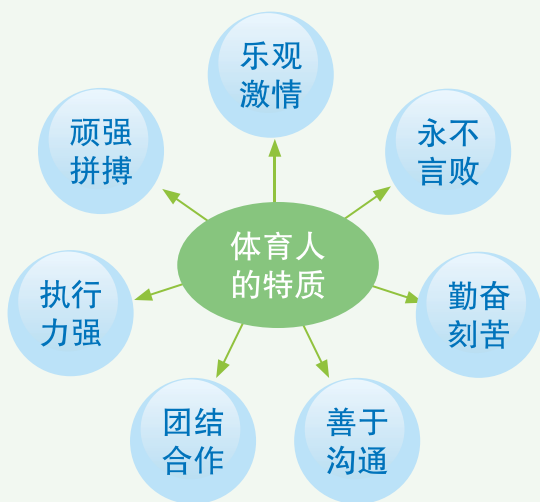 乐观
激情
顽强
拼搏
永不
言败
体育人
的特质
执行
力强
勤奋
刻苦
团结
合作
善于
沟通